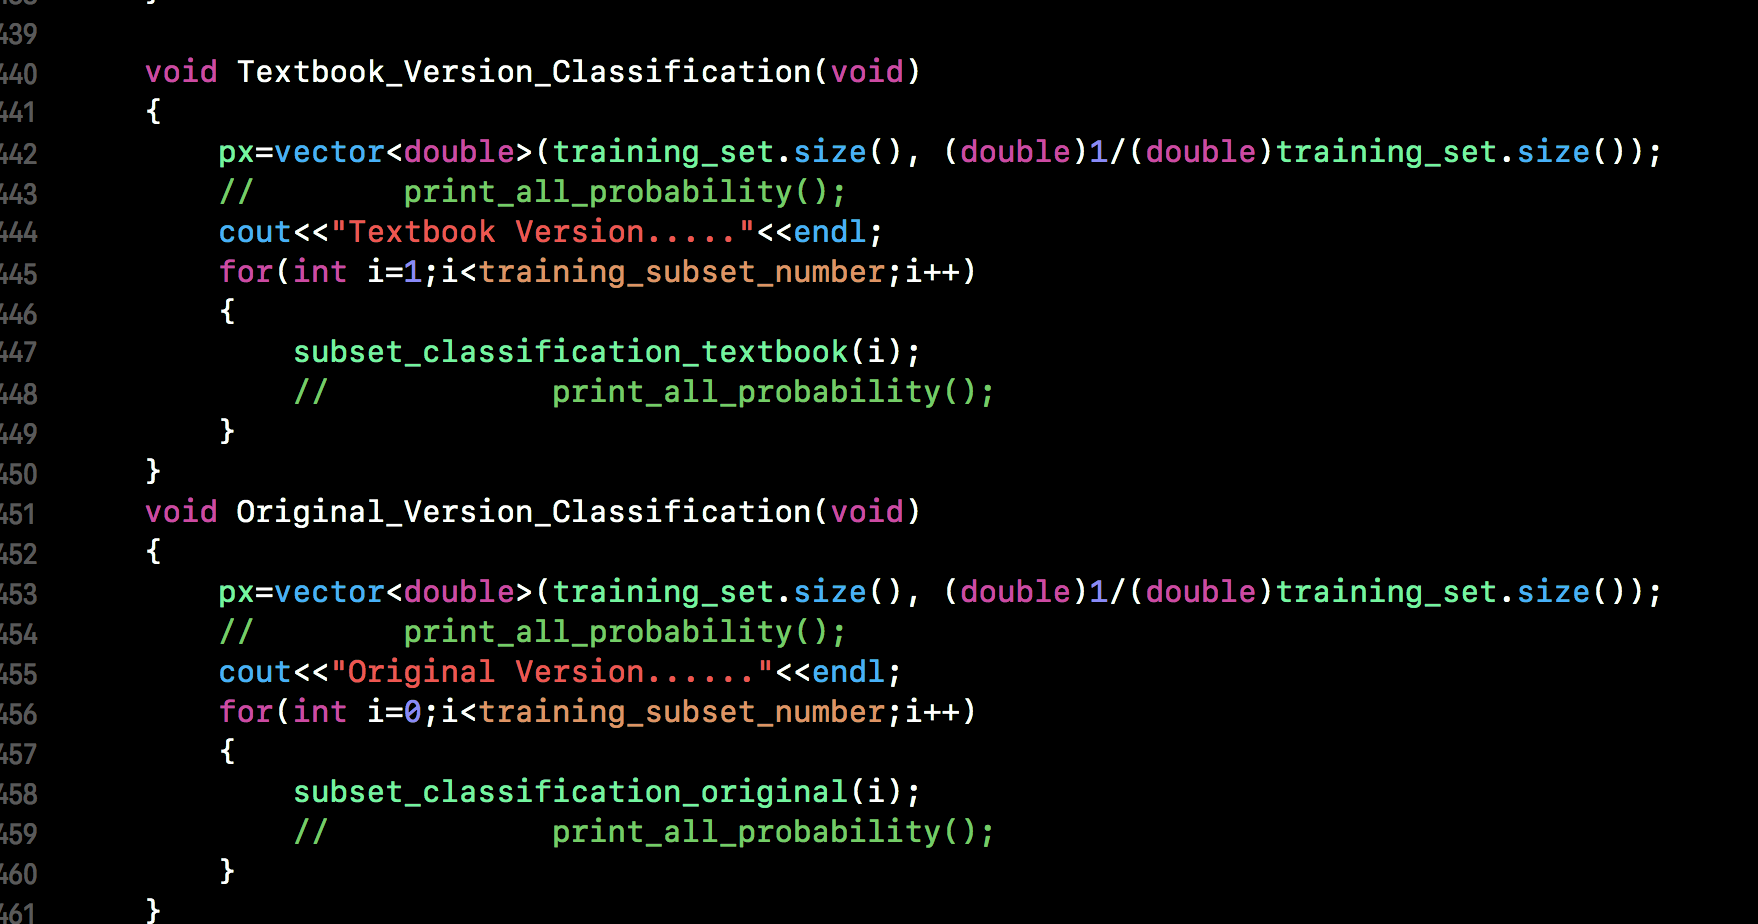 439
440 void Textbook_Version_Classification(void)
441 {
442 px=vector<double>(training_set.size(), (double)1/(double)training_set.size());
443 // print_all_probability();
444 cout<<"Textbook Version....."<<endl;
445 for(int i=1;i<training_subset_number;i++)
446 {
447 subset_classification_textbook(i);
448 // print_all_probability();
449 }
450 }
451 void Original_Version_Classification(void)
452 {
453 px=vector<double>(training_set.size(), (double)1/(double)training_set.size());
454 // print_all_probability();
455 cout<<"Original Version......"<<endl;
456 for(int i=0;i<training_subset_number;i++)
457 {
458 subset_classification_original(i);
459 // print_all_probability();
460 }
461 }